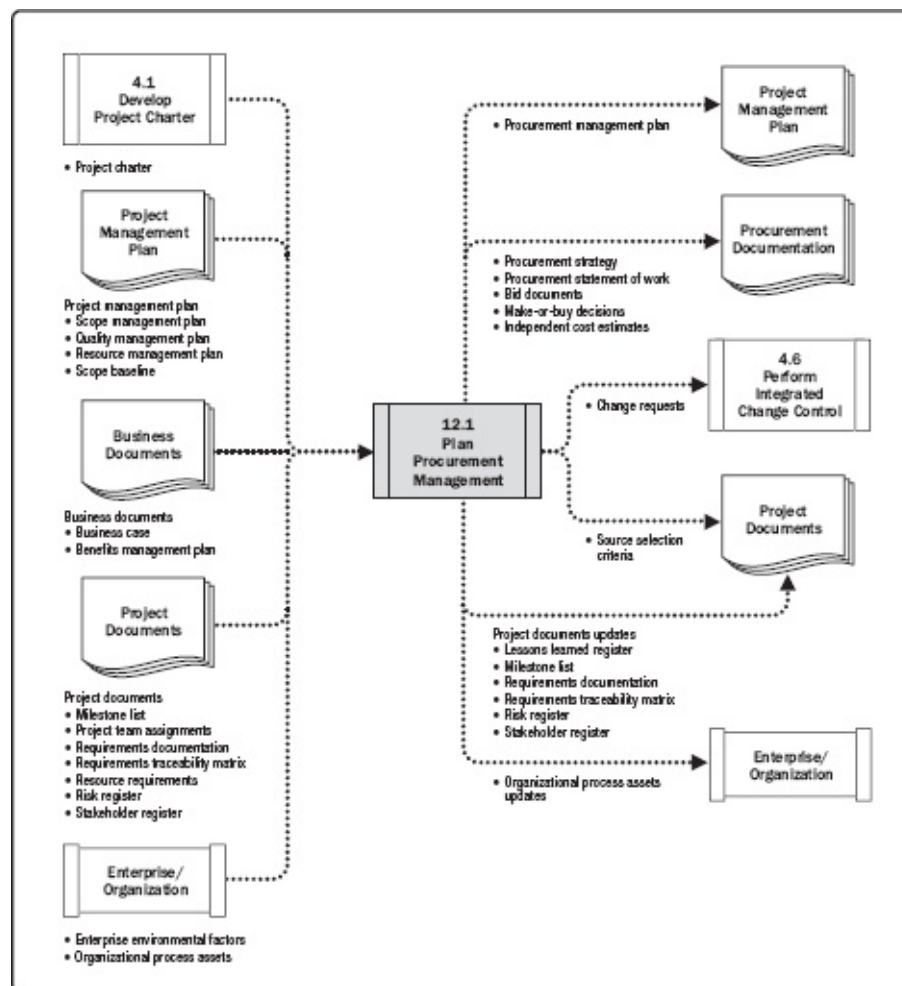 4.1
Develop
Project Charter
• Project charter
Project
Management
Plan
Project management plan
• Scope management plan
• Quality management plan
• Resource management plan
• Scope baseline
Business
Documents
Business documents
• Business case
• Benefits management plan
Project
Documents
Project documents
• Milestone list
• Project team assignments
• Requirements documentation
• Requirements traceability matrix
• Resource requirements
• Risk register
• Stakeholder register
Enterprise/
Organization
• Enterprise environmental factors
• Organizational process assets
12.1
Plan
Procurement
Management
• Procurement management plan
Project
Management
Plan
• Procurement strategy
• Procurement statement of work
• Bid documents
• Make-or-buy decisions
• Independent cost estimates
Procurement
Documentation
• Change requests
4.6
Perform
Integrated
Change Control
• Source selection
criteria
Project
Documents
Project documents updates
• Lessons learned register
• Milestone list
• Requirements documentation
• Requirements traceability matrix
• Risk register
• Stakeholder register
• Organizational process assets
updates
Enterprise/
Organization